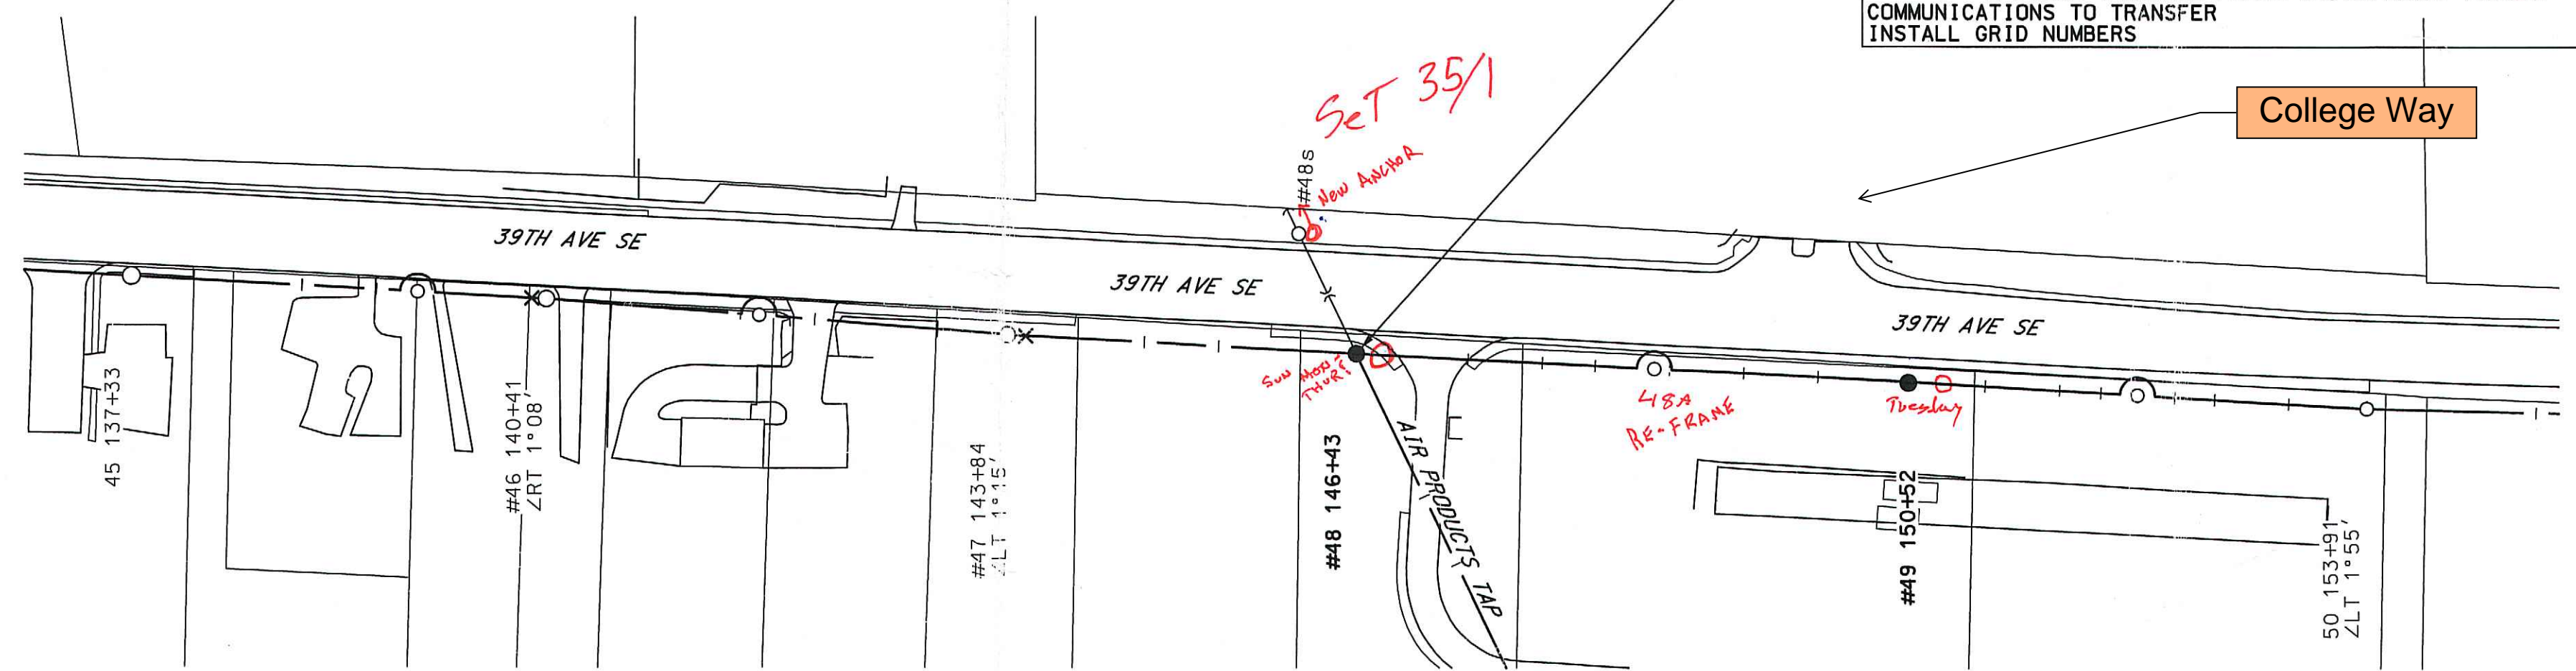 COMMUNICATIONS TO TRANSFER
INSTALL GRID NUMBERS
College Way
SeT 35/1
#48s
New ANCHOR
39TH AVE SE
39TH AVE SE
39TH AVE SE
SUN MON
THUR?
48A
RE-FRAME
Tuesday
AIR PRODUCTS TAP
45 137+33
#46 140+41
∠RT 1°08'
#47 143+84
∠LT 1°15'
#48 146+43
#49 150+52
50 153+91
∠LT 1°55'